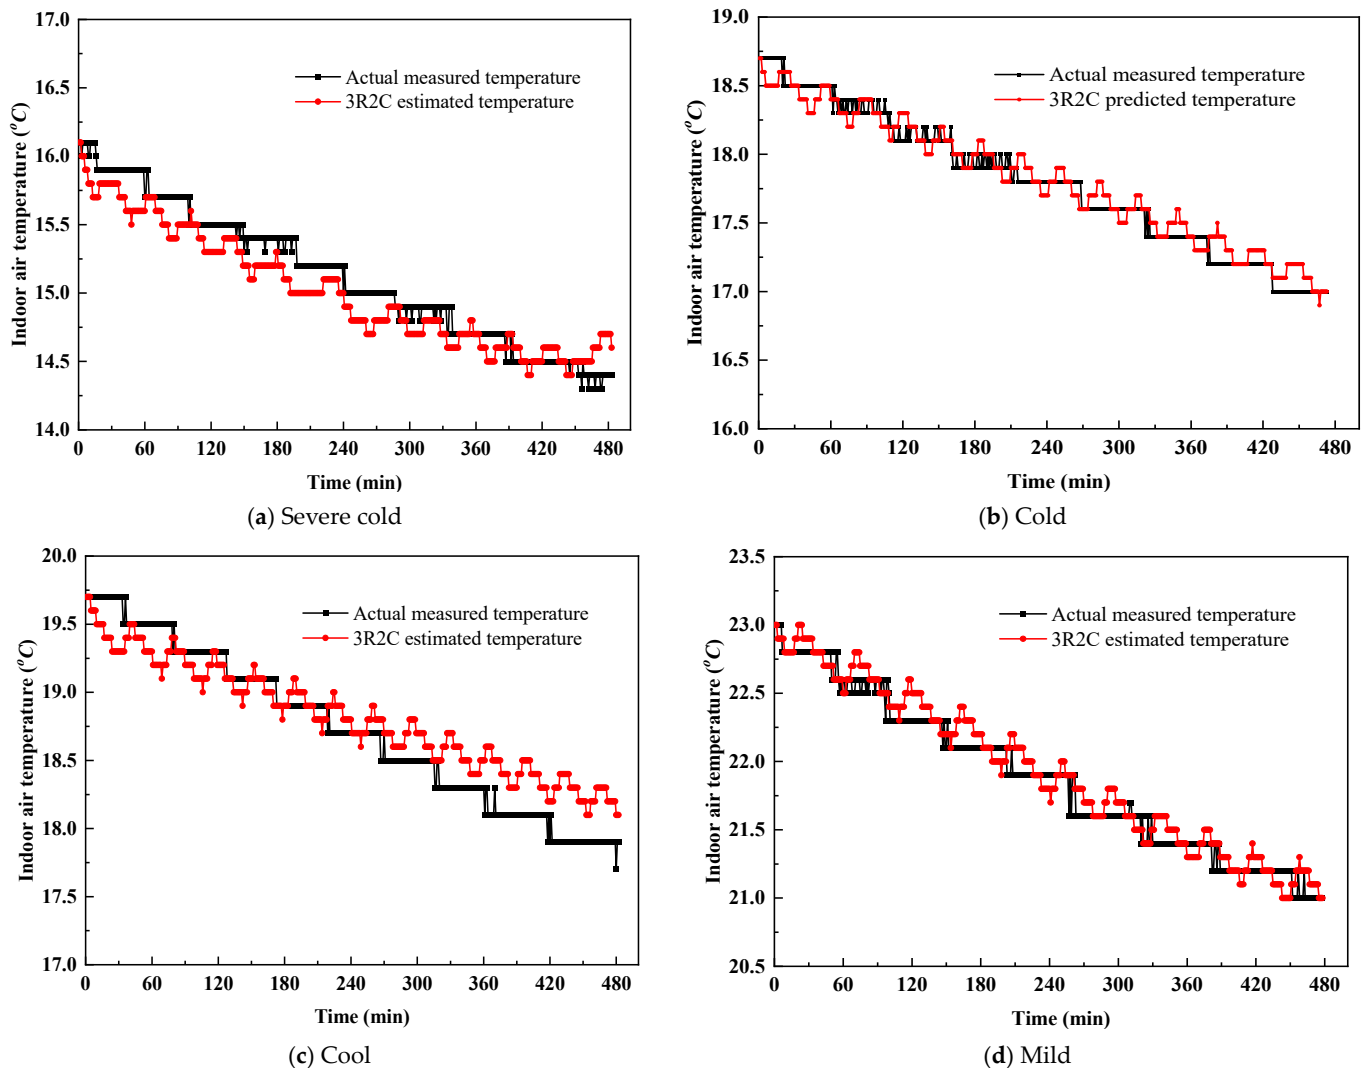 17.0
16.5
16.0
15.5
15.0
14.5
14.0
Indoor air temperature (°C)
Actual measured temperature
3R2C estimated temperature
0 60 120 180 240 300 360 420 480
Time (min)
(a) Severe cold
19.0
18.5
18.0
17.5
17.0
16.5
16.0
Indoor air temperature (°C)
Actual measured temperature
3R2C predicted temperature
0 60 120 180 240 300 360 420 480
Time (min)
(b) Cold
20.0
19.5
19.0
18.5
18.0
17.5
17.0
Indoor air temperature (°C)
Actual measured temperature
3R2C estimated temperature
0 60 120 180 240 300 360 420 480
Time (min)
(c) Cool
23.5
23.0
22.5
22.0
21.5
21.0
20.5
Indoor air temperature (°C)
Actual measured temperature
3R2C estimated temperature
0 60 120 180 240 300 360 420 480
Time (min)
(d) Mild